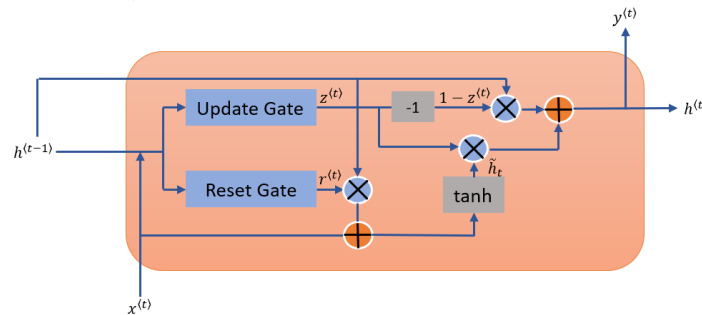 y⟨t⟩
Update Gate
z⟨t⟩
-1
1 − z⟨t⟩
h⟨t
h⟨t−1⟩
Reset Gate
r⟨t⟩
h̃t
tanh
x⟨t⟩